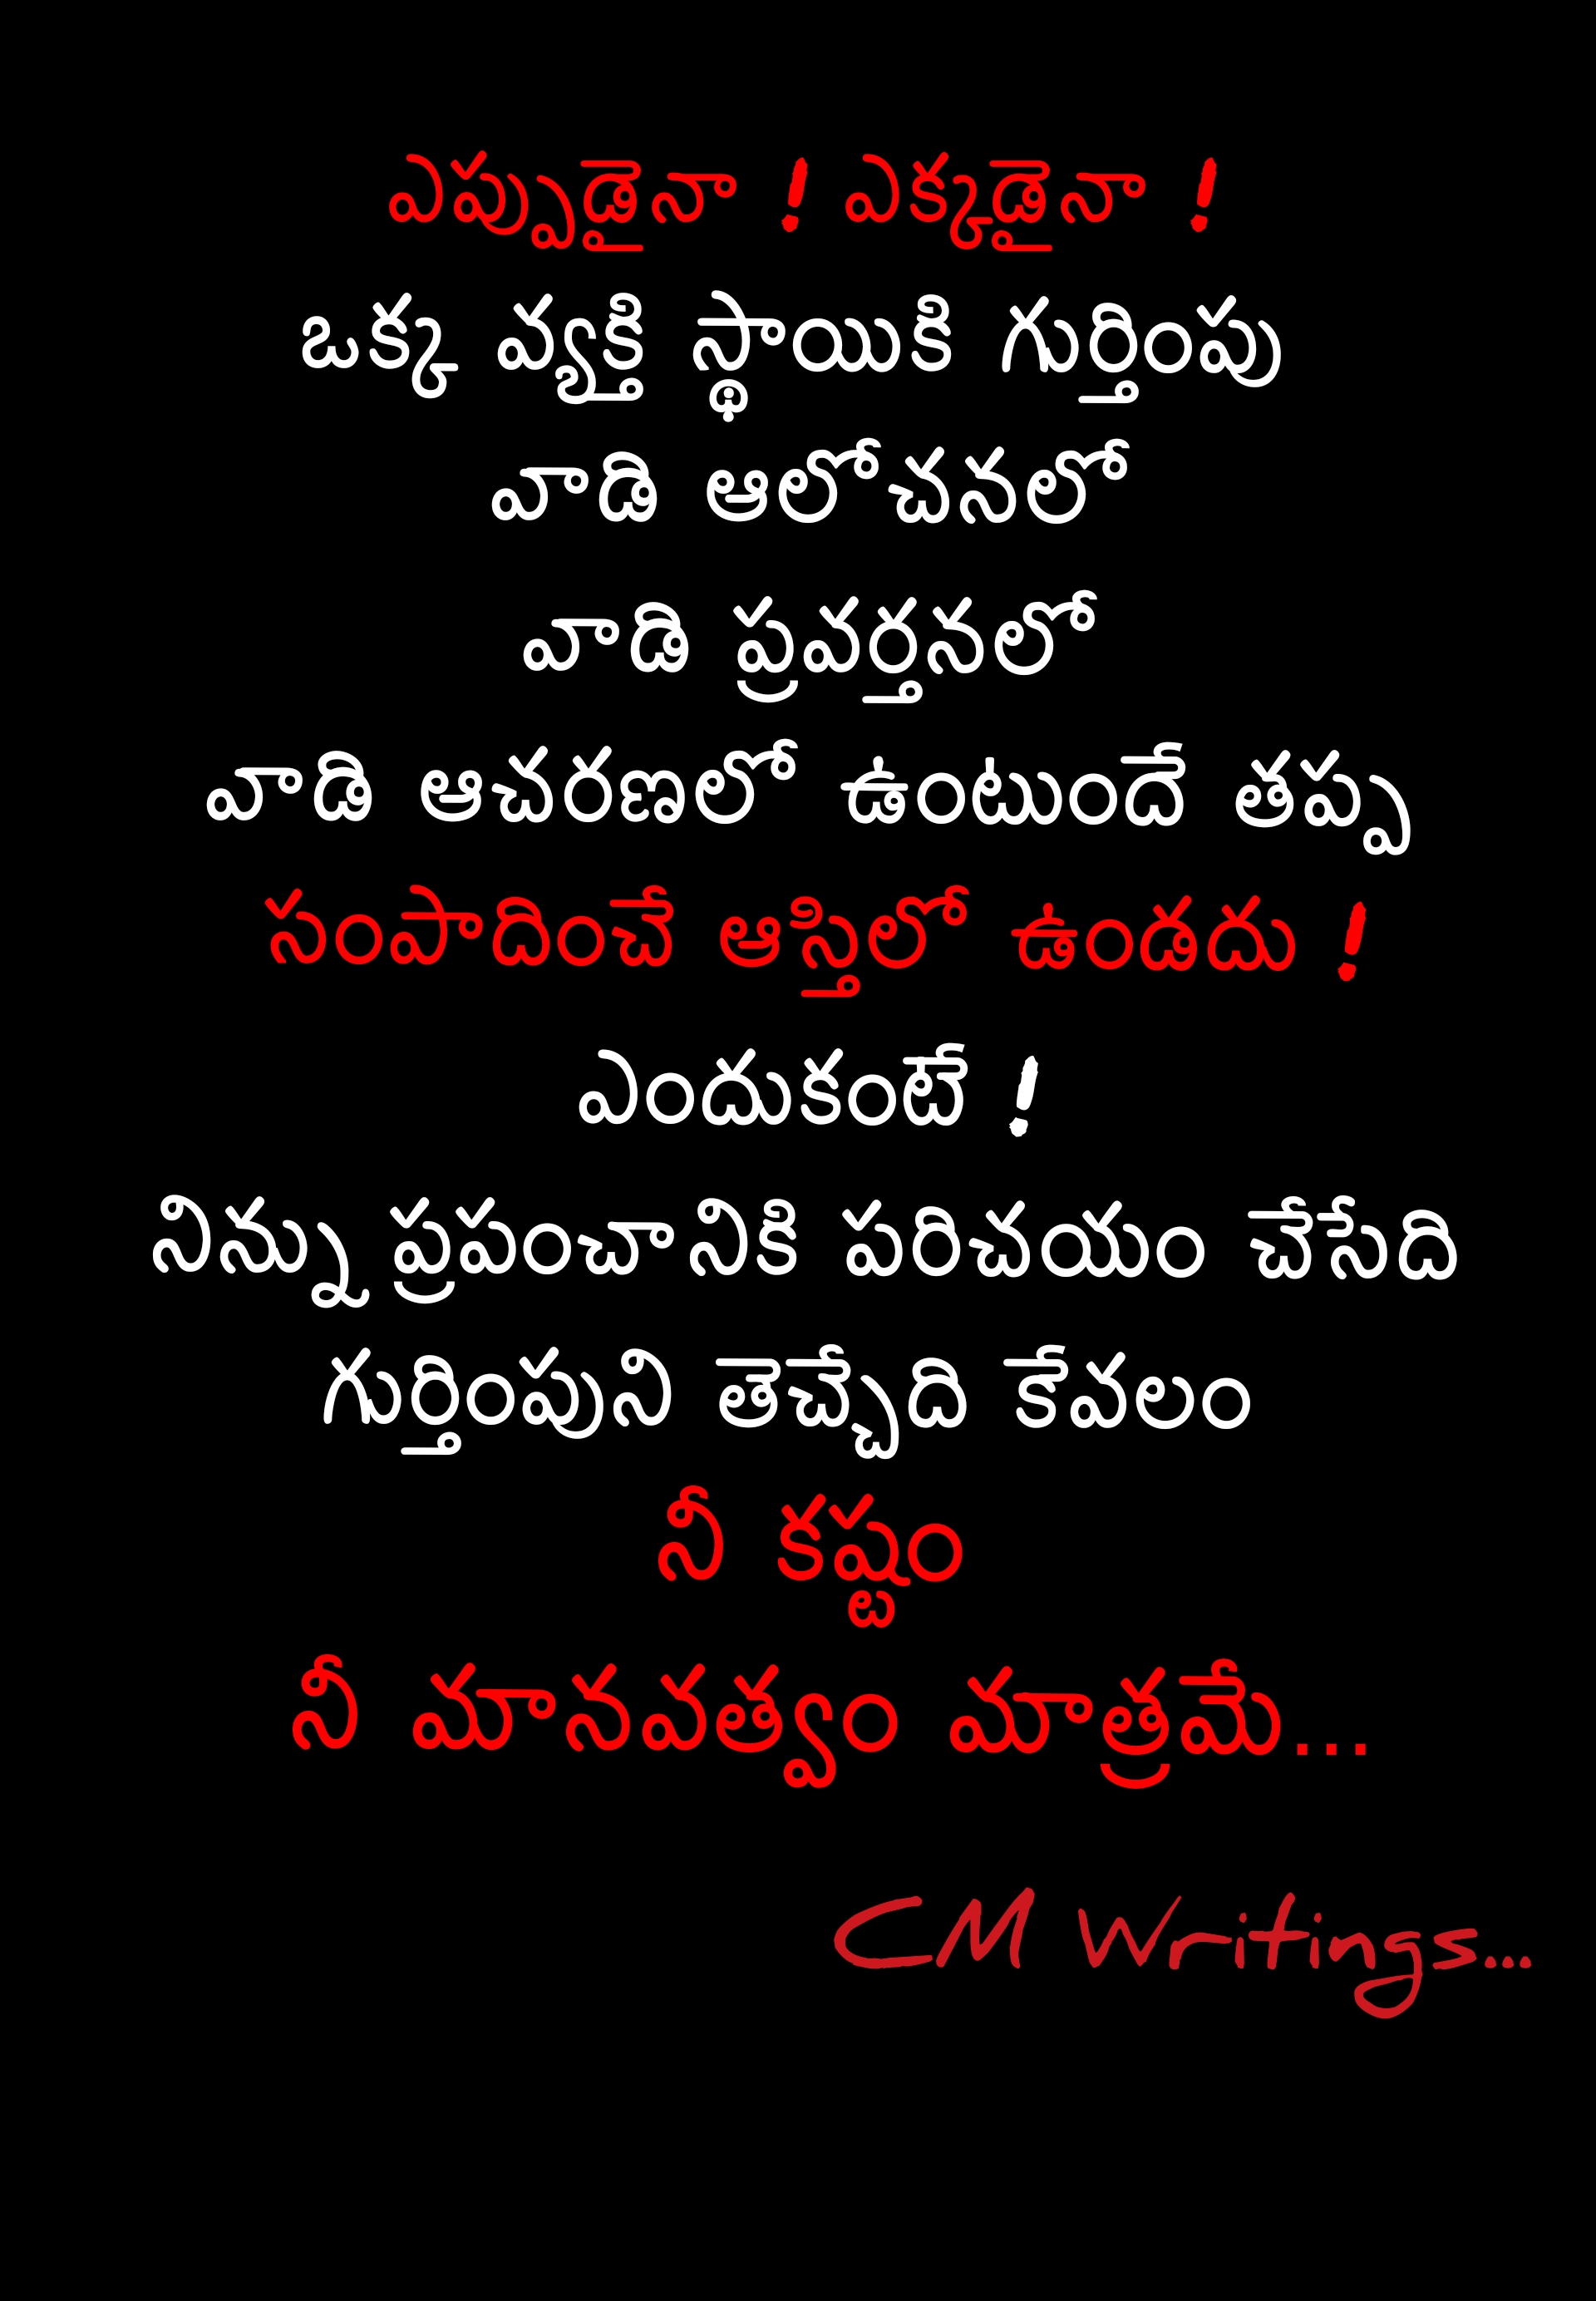 ఎప్పుడైనా ! ఎక్కడైనా !
ఒక్క వ్యక్తి స్థాయికి గుర్తింపు
వాడి ఆలోచనలో
వాడి ప్రవర్తనలో
వాడి ఆచరణలో ఉంటుందే తప్ప
సంపాదించే ఆస్తిలో ఉండదు !
ఎందుకంటే !
నిన్ను ప్రపంచానికి పరిచయం చేసేది
గుర్తింపుని తెచ్చేది కేవలం
నీ కష్టం
నీ మానవత్వం మాత్రమే...
CM Writings...